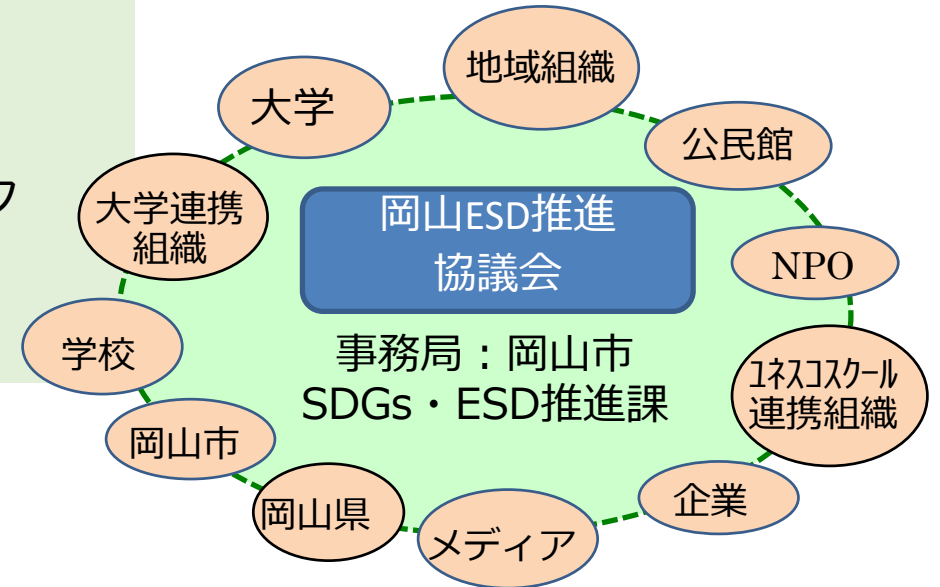 地域組織
大学
公民館
ク
大学連携
組織
岡山ESD推進
協議会
NPO
学校
事務局：岡山市
SDGs・ESD推進課
ﾕﾈｽｺｽｸｰﾙ
連携組織
岡山市
企業
岡山県
メディア